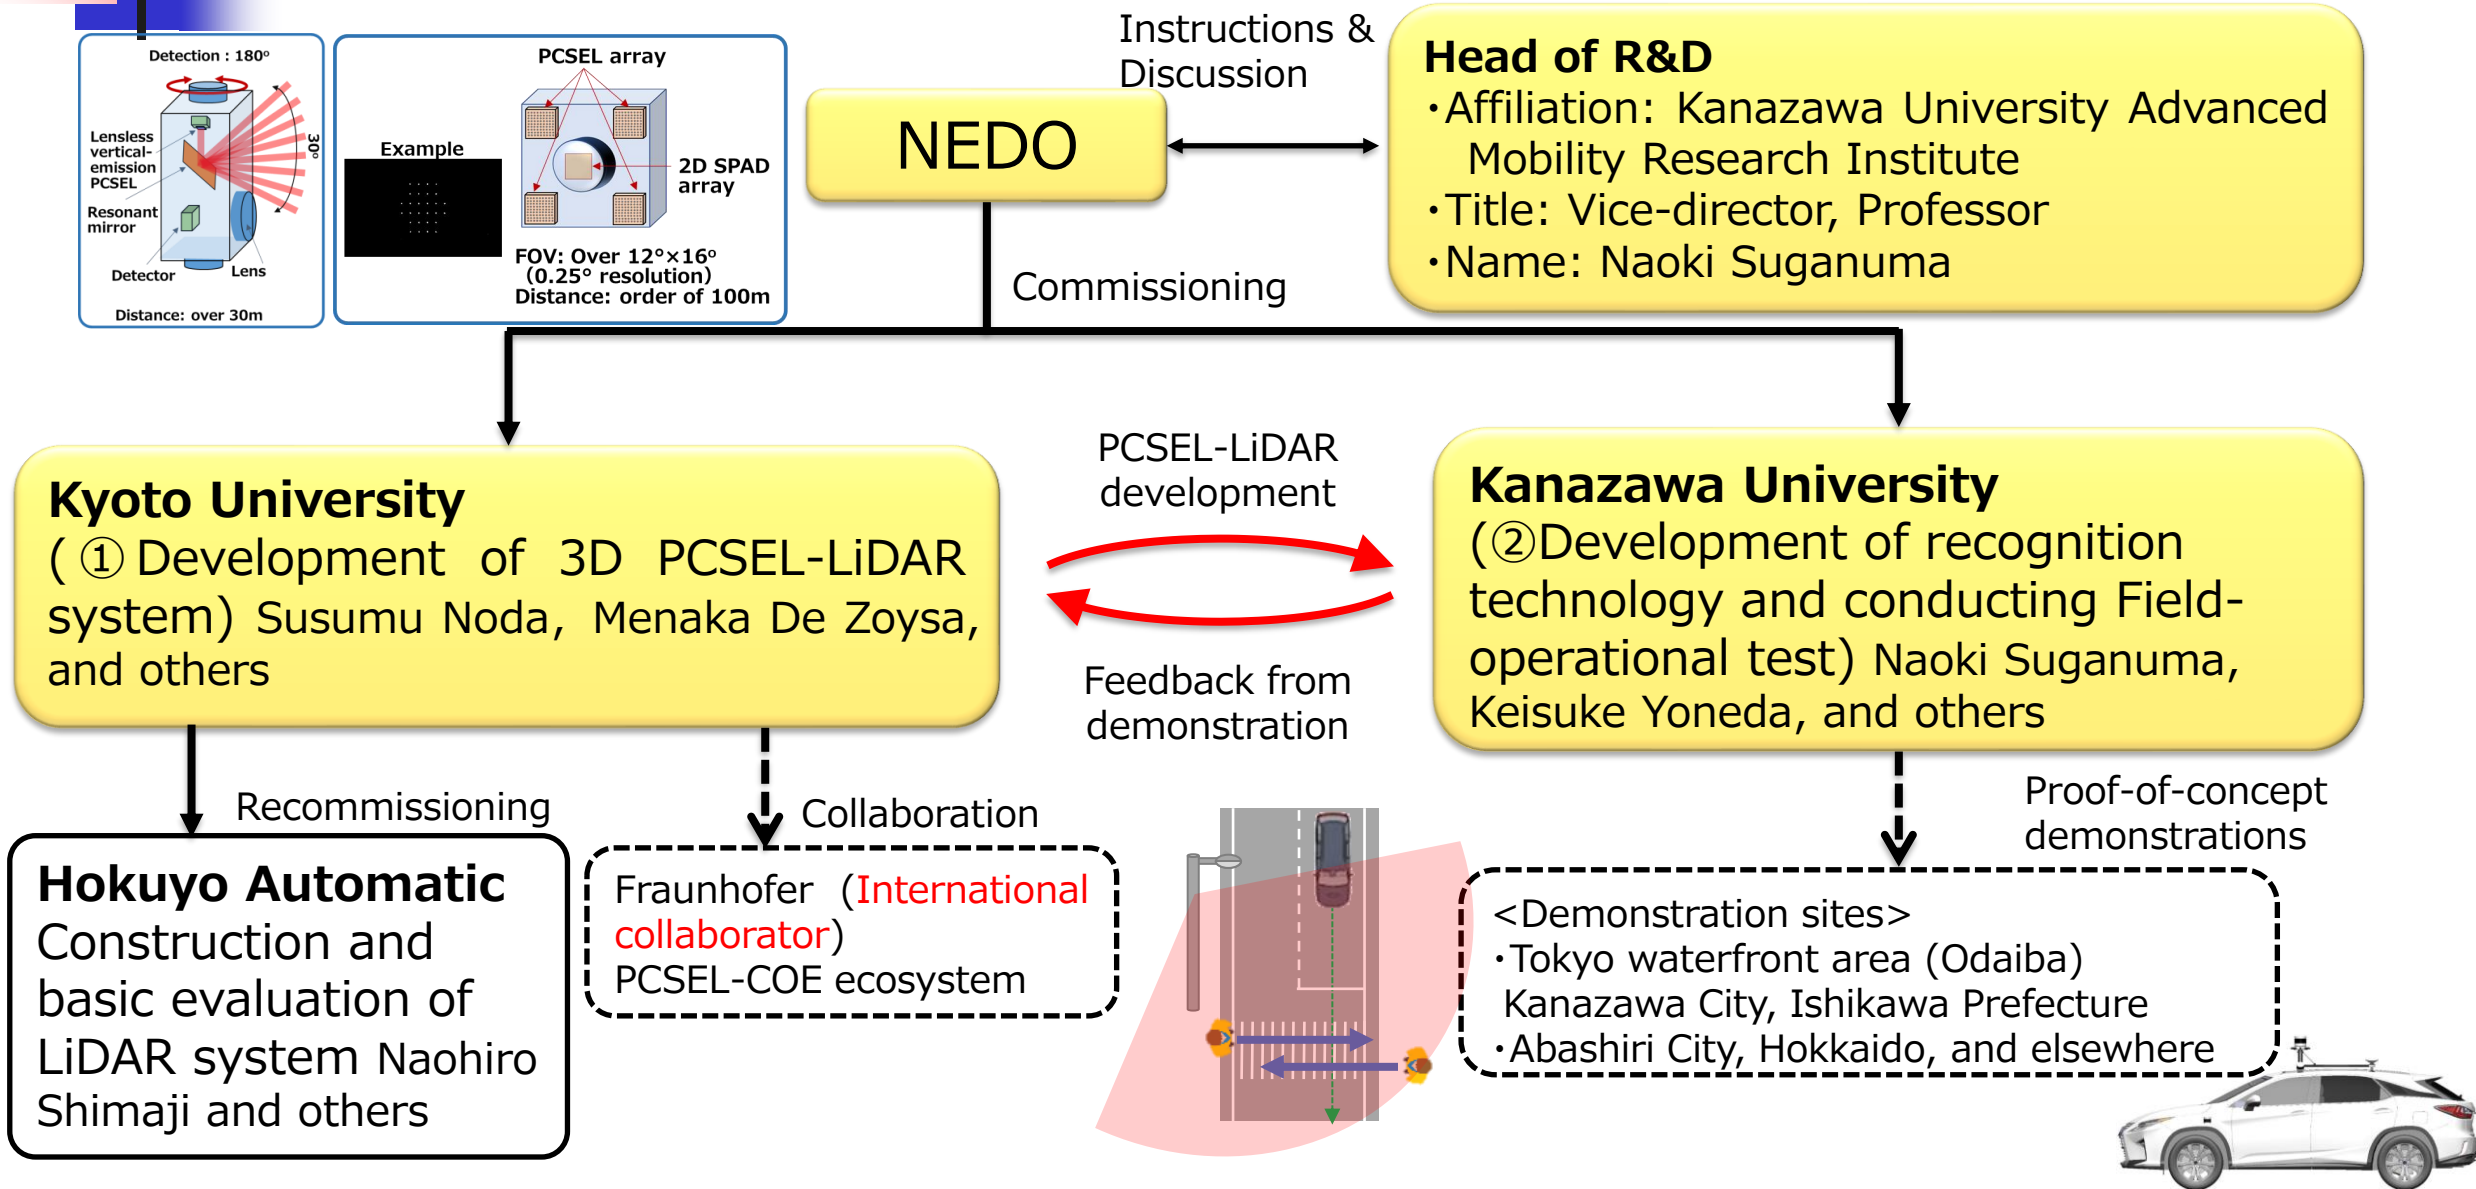 Detection : 180°
Lensless
vertical-
emission
PCSEL
Resonant
mirror
Detector
Lens
30°
Distance: over 30m
PCSEL array
Example
2D SPAD
array
FOV: Over 12°×16°
(0.25° resolution)
Distance: order of 100m
NEDO
Instructions &
Discussion
Head of R&D
・Affiliation: Kanazawa University Advanced
Mobility Research Institute
・Title: Vice-director, Professor
・Name: Naoki Suganuma
Commissioning
Kyoto University
(①Development of 3D PCSEL-LiDAR
system) Susumu Noda, Menaka De Zoysa,
and others
PCSEL-LiDAR
development
Feedback from
demonstration
Kanazawa University
(②Development of recognition
technology and conducting Field-
operational test) Naoki Suganuma,
Keisuke Yoneda, and others
Recommissioning
Hokuyo Automatic
Construction and
basic evaluation of
LiDAR system Naohiro
Shimaji and others
Collaboration
Fraunhofer (International
collaborator)
PCSEL-COE ecosystem
Proof-of-concept
demonstrations
<Demonstration sites>
・Tokyo waterfront area (Odaiba)
Kanazawa City, Ishikawa Prefecture
・Abashiri City, Hokkaido, and elsewhere